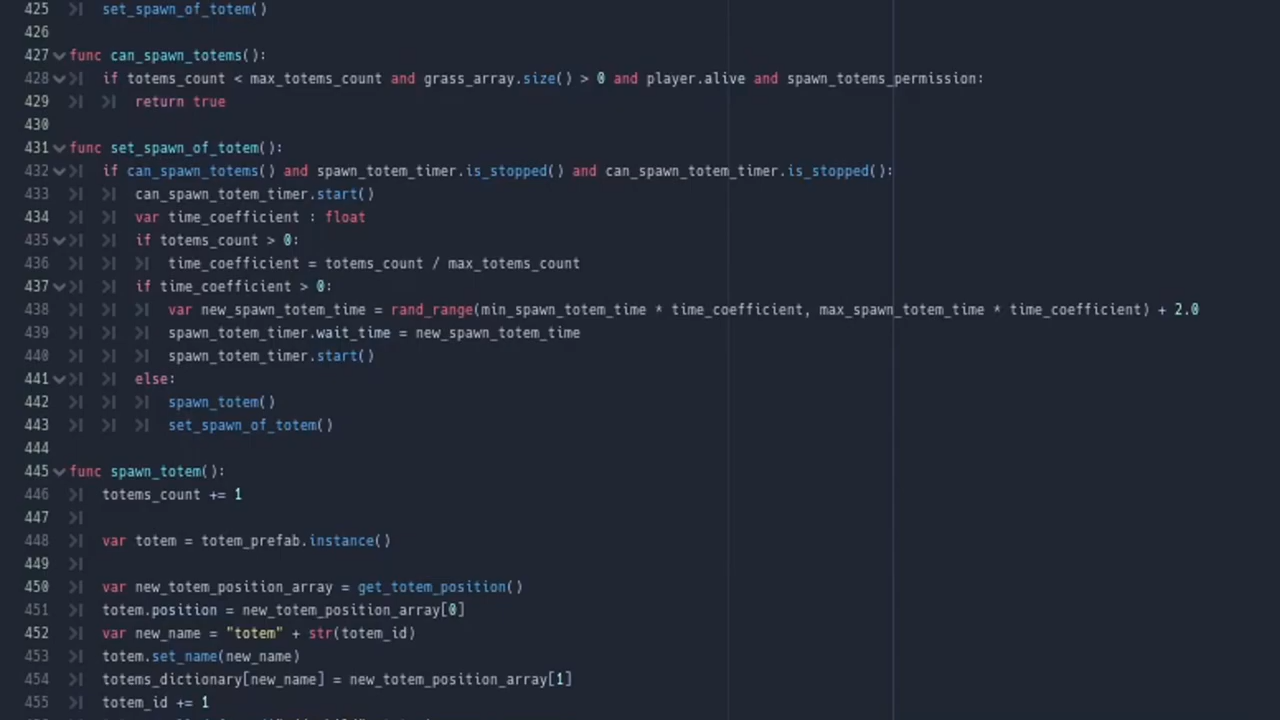 425 set_spawn_of_totem()
426
427 func can_spawn_totems():
428 if totems_count < max_totems_count and grass_array.size() > 0 and player.alive and spawn_totems_permission:
429 return true
430
431 func set_spawn_of_totem():
432 if can_spawn_totems() and spawn_totem_timer.is_stopped() and can_spawn_totem_timer.is_stopped():
433 can_spawn_totem_timer.start()
434 var time_coefficient : float
435 if totems_count > 0:
436 time_coefficient = totems_count / max_totems_count
437 if time_coefficient > 0:
438 var new_spawn_totem_time = rand_range(min_spawn_totem_time * time_coefficient, max_spawn_totem_time * time_coefficient) + 2.0
439 spawn_totem_timer.wait_time = new_spawn_totem_time
440 spawn_totem_timer.start()
441 else:
442 spawn_totem()
443 set_spawn_of_totem()
444
445 func spawn_totem():
446 totems_count += 1
447
448 var totem = totem_prefab.instance()
449
450 var new_totem_position_array = get_totem_position()
451 totem.position = new_totem_position_array[0]
452 var new_name = "totem" + str(totem_id)
453 totem.set_name(new_name)
454 totems_dictionary[new_name] = new_totem_position_array[1]
455 totem_id += 1